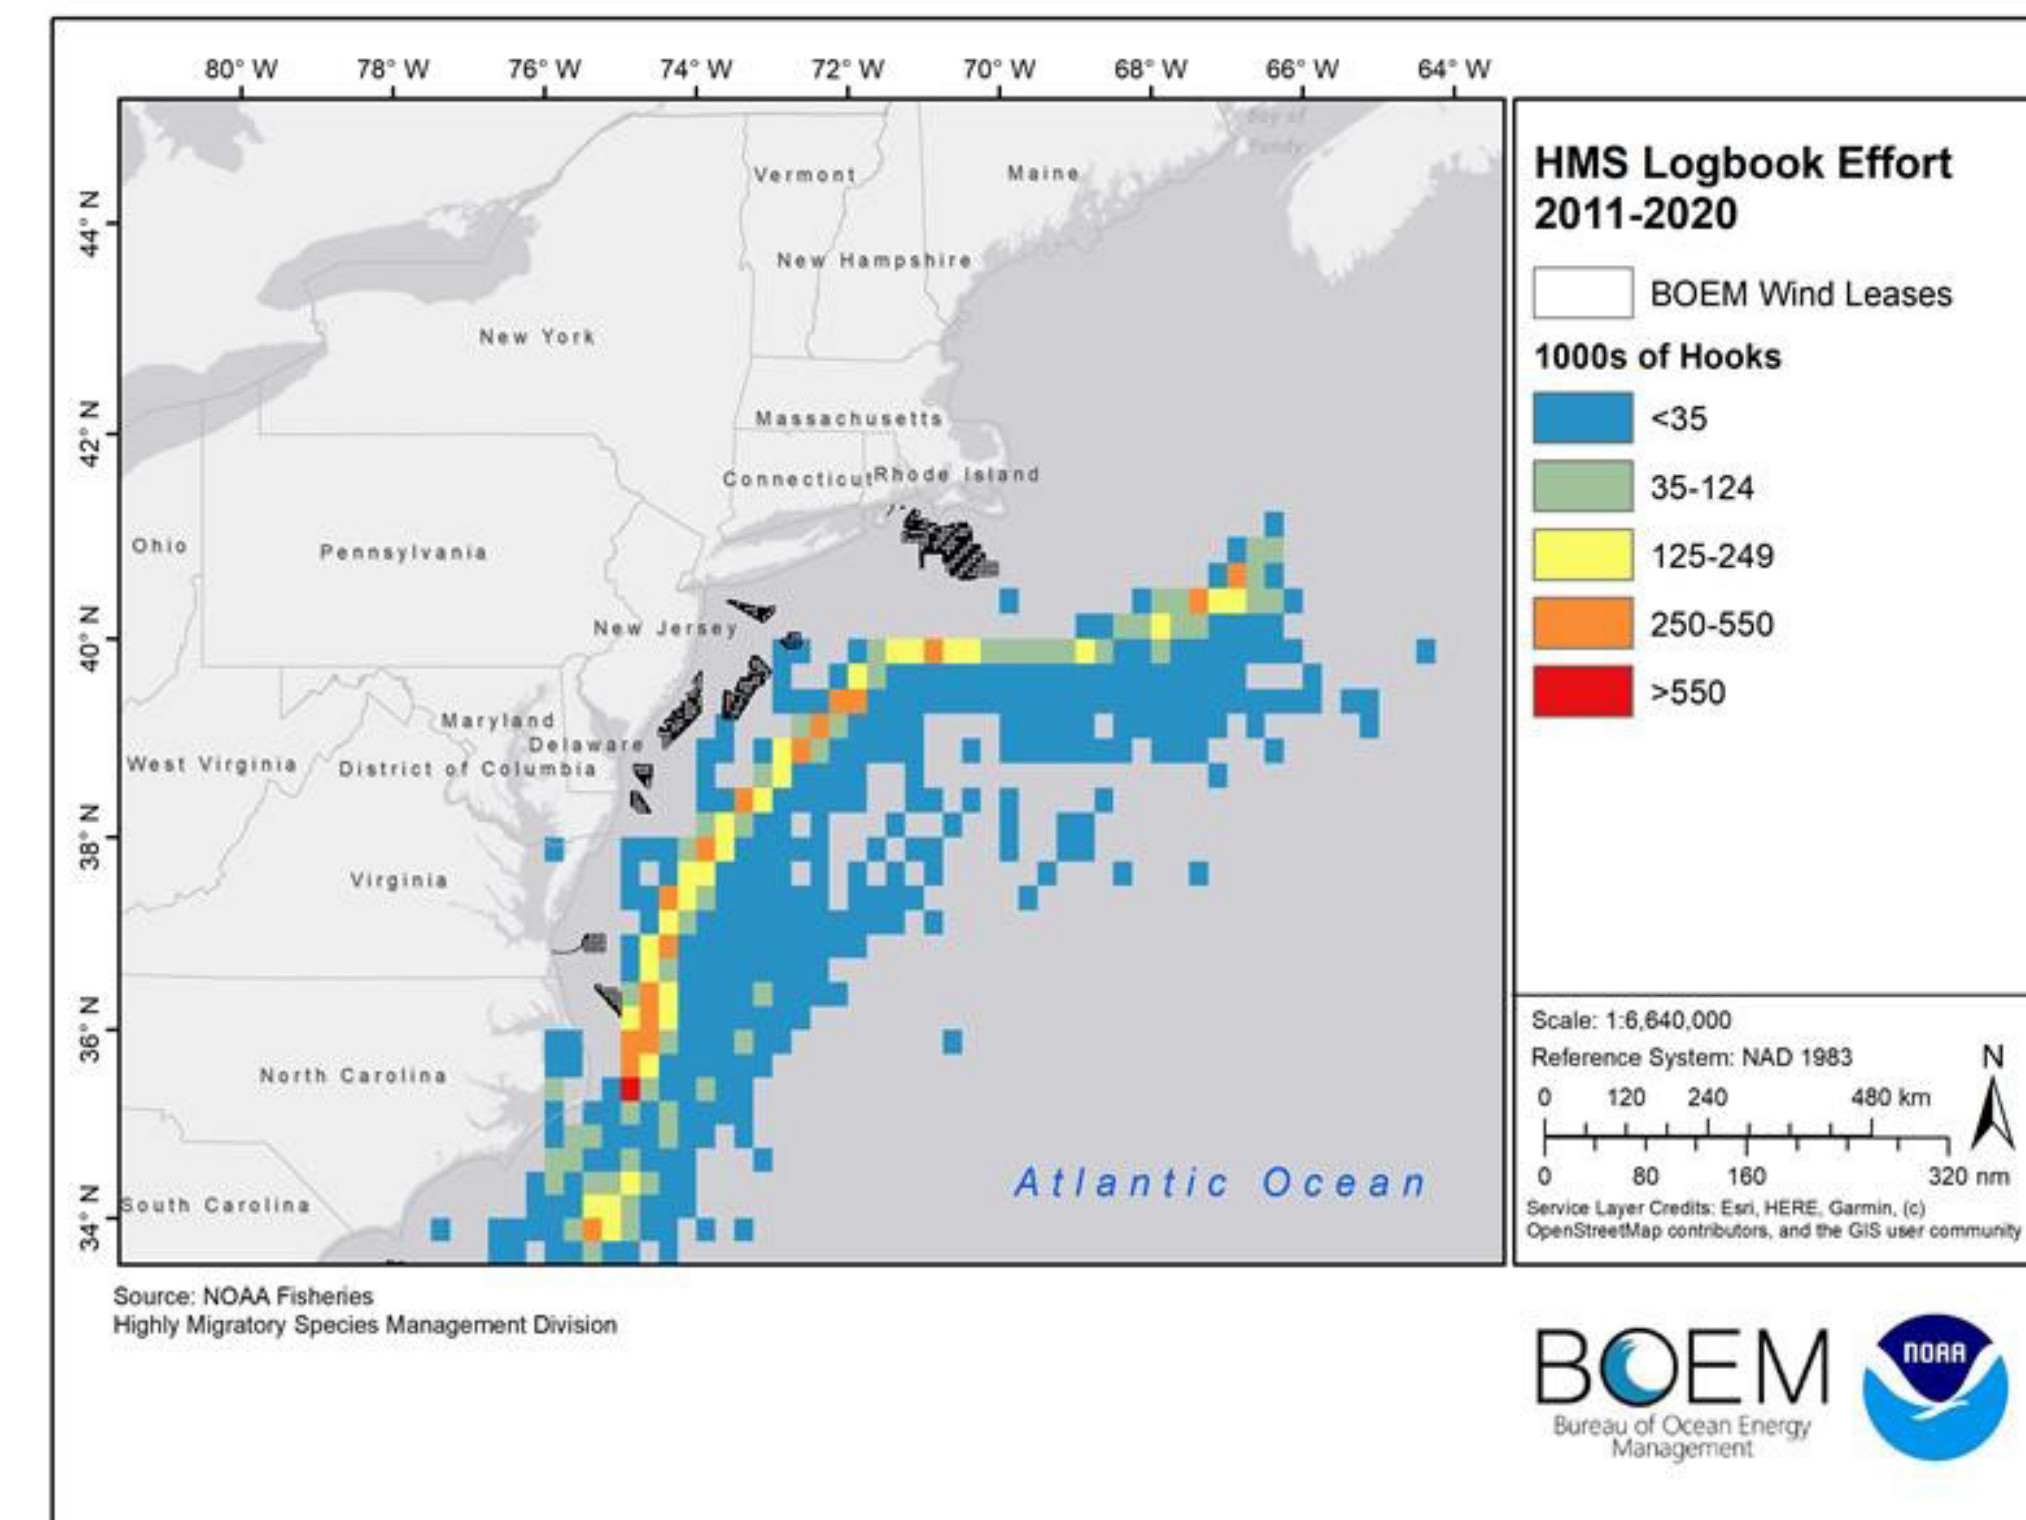 80° W 78° W 76° W 74° W 72° W 70° W 68° W 66° W 64° W
44° N
42° N
40° N
38° N
36° N
34° N
Bay of
Fundy
Vermont
Maine
New Hampshire
New York
Massachusetts
Connecticut
Rhode Island
Ohio
Pennsylvania
New Jersey
Maryland
Delaware
West Virginia
District of Columbia
Virginia
North Carolina
South Carolina
Atlantic Ocean
HMS Logbook Effort
2011-2020
BOEM Wind Leases
1000s of Hooks
<35
35-124
125-249
250-550
>550
Scale: 1:6,640,000
Reference System: NAD 1983
N
0 120 240 480 km
0 80 160 320 nm
Service Layer Credits: Esri, HERE, Garmin, (c)
OpenStreetMap contributors, and the GIS user community
Source: NOAA Fisheries
Highly Migratory Species Management Division
BOEM
Bureau of Ocean Energy
Management
NOAA